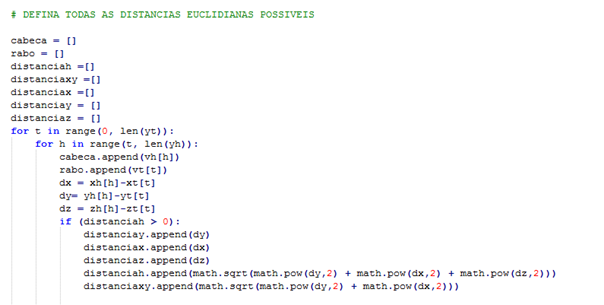 # DEFINA TODAS AS DISTANCIAS EUCLIDIANAS POSSIVEIS
cabeca = []
rabo = []
distanciah =[]
distanciaxy =[]
distanciax =[]
distanciay = []
distanciaz = []
for t in range(0, len(yt)):
    for h in range(t, len(yh)):
        cabeca.append(vh[h])
        rabo.append(vt[t])
        dx = xh[h]-xt[t]
        dy= yh[h]-yt[t]
        dz = zh[h]-zt[t]
        if (distanciah > 0):
            distanciay.append(dy)
            distanciax.append(dx)
            distanciaz.append(dz)
            distanciah.append(math.sqrt(math.pow(dy,2) + math.pow(dx,2) + math.pow(dz,2)))
            distanciaxy.append(math.sqrt(math.pow(dy,2) + math.pow(dx,2)))